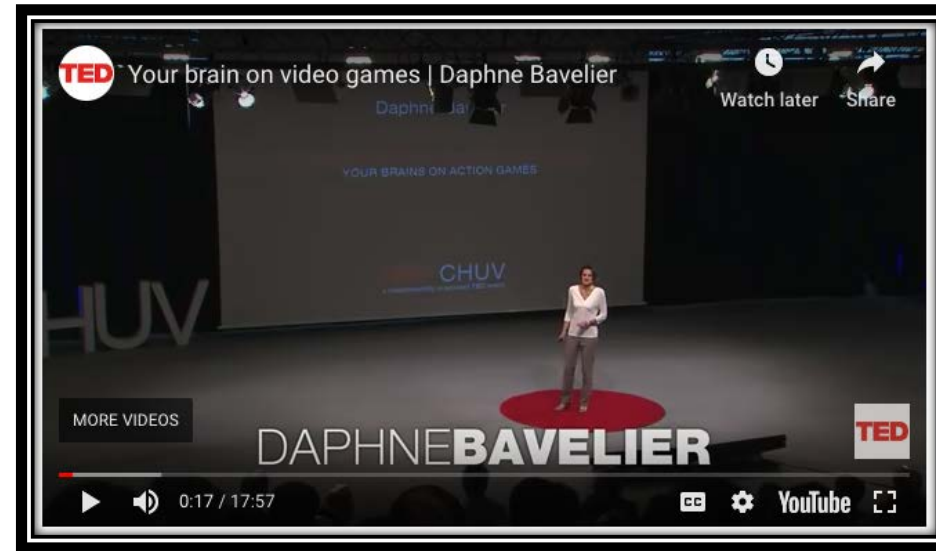 TED Your brain on video games | Daphne Bavelier
Watch later Share
Daphne
YOUR BRAINS ON ACTION GAMES
CHUV
HUV
MORE VIDEOS
DAPHNEBAVELIER
TED
0:17 / 17:57
CC YouTube